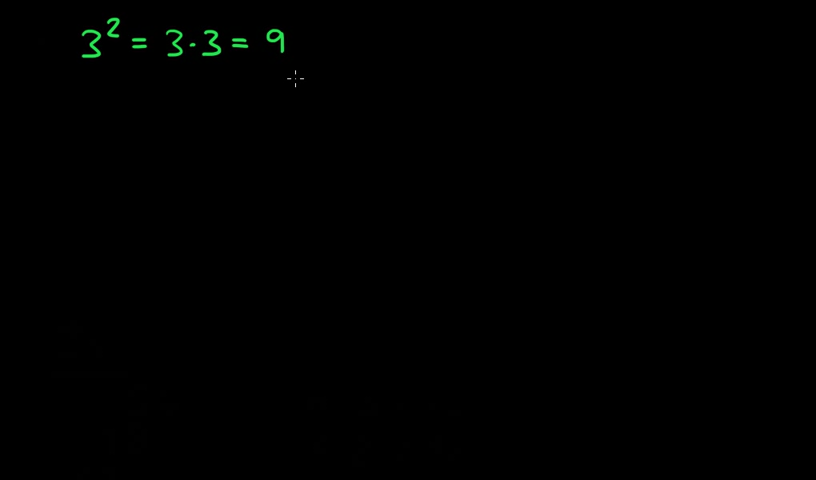 3² = 3·3 = 9